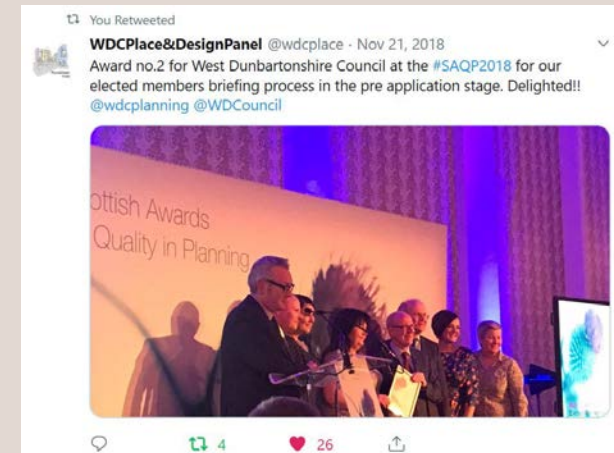 You Retweeted
WDCPlace&DesignPanel @wdcplace · Nov 21, 2018
Award no.2 for West Dunbartonshire Council at the #SAQP2018 for our
elected members briefing process in the pre application stage. Delighted!!
@wdcplanning @WDCouncil
ottish Awards
Quality in Planning
4 26